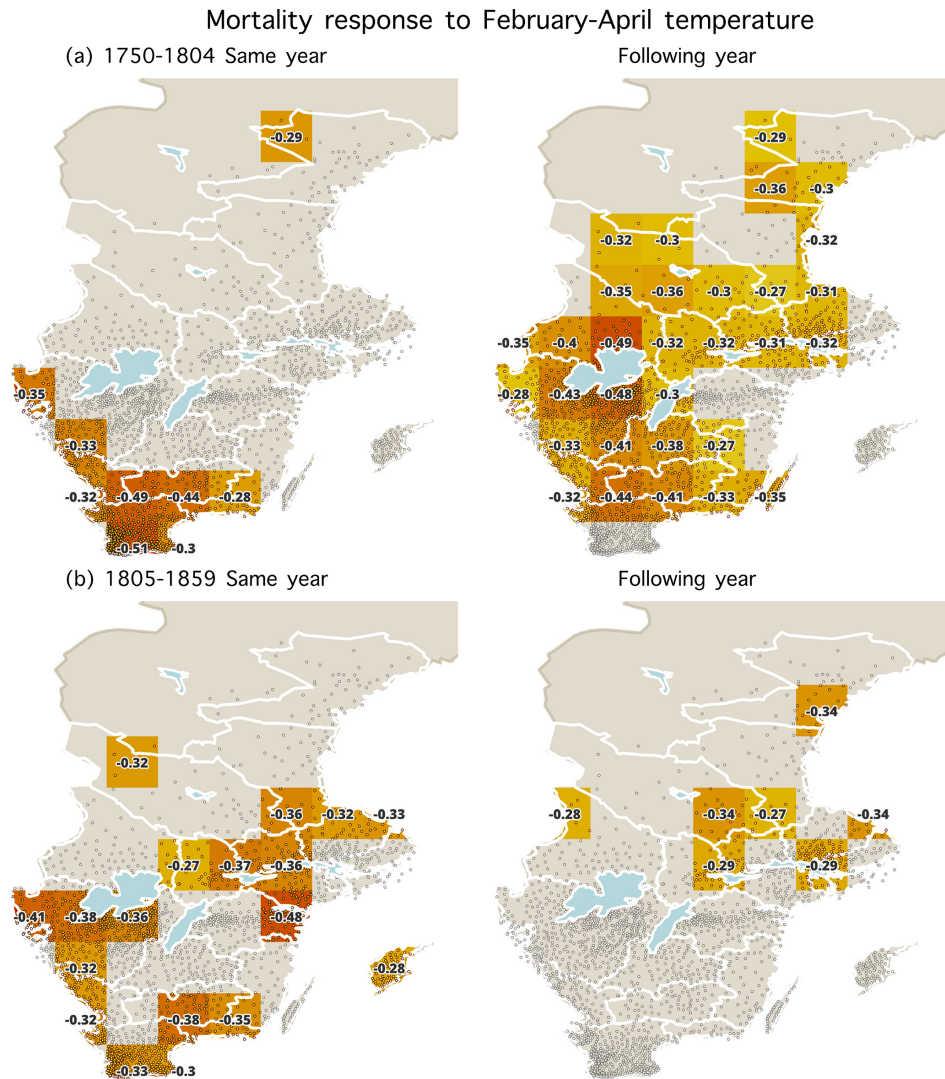 Mortality response to February-April temperature
(a) 1750-1804 Same year
Following year
-0.29
-0.35
-0.33
-0.32 -0.49 -0.44 -0.28
-0.51 -0.3
-0.29
-0.36 -0.3
-0.32 -0.3 -0.32
-0.35 -0.36 -0.3 -0.27 -0.31
-0.35 -0.4 -0.49 -0.32 -0.32 -0.31 -0.32
-0.28 -0.43 -0.48 -0.3
-0.33 -0.41 -0.38 -0.27
-0.32 -0.44 -0.41 -0.33 -0.35
(b) 1805-1859 Same year
Following year
-0.32
-0.36 -0.32 -0.33
-0.27 -0.37 -0.36
-0.41 -0.38 -0.36 -0.48
-0.32 -0.28
-0.32 -0.38 -0.35
-0.33 -0.3
-0.34
-0.28 -0.34 -0.27 -0.34
-0.29 -0.29